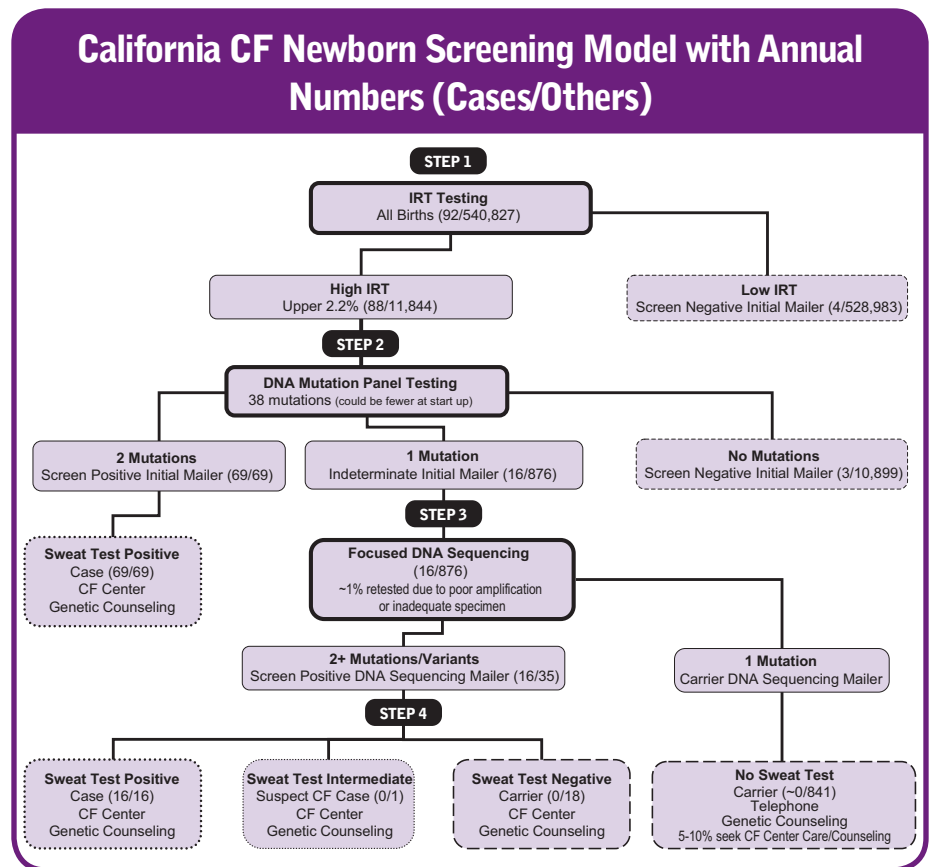 California CF Newborn Screening Model with Annual
Numbers (Cases/Others)
STEP 1
IRT Testing
All Births (92/540,827)
High IRT
Upper 2.2% (88/11,844)
Low IRT
Screen Negative Initial Mailer (4/528,983)
STEP 2
DNA Mutation Panel Testing
38 mutations (could be fewer at start up)
2 Mutations
Screen Positive Initial Mailer (69/69)
1 Mutation
Indeterminate Initial Mailer (16/876)
No Mutations
Screen Negative Initial Mailer (3/10,899)
STEP 3
Sweat Test Positive
Case (69/69)
CF Center
Genetic Counseling
Focused DNA Sequencing
(16/876)
~1% retested due to poor amplification
or inadequate specimen
2+ Mutations/Variants
Screen Positive DNA Sequencing Mailer (16/35)
1 Mutation
Carrier DNA Sequencing Mailer
STEP 4
Sweat Test Positive
Case (16/16)
CF Center
Genetic Counseling
Sweat Test Intermediate
Suspect CF Case (0/1)
CF Center
Genetic Counseling
Sweat Test Negative
Carrier (0/18)
CF Center
Genetic Counseling
No Sweat Test
Carrier (~0/841)
Telephone
Genetic Counseling
5-10% seek CF Center Care/Counseling